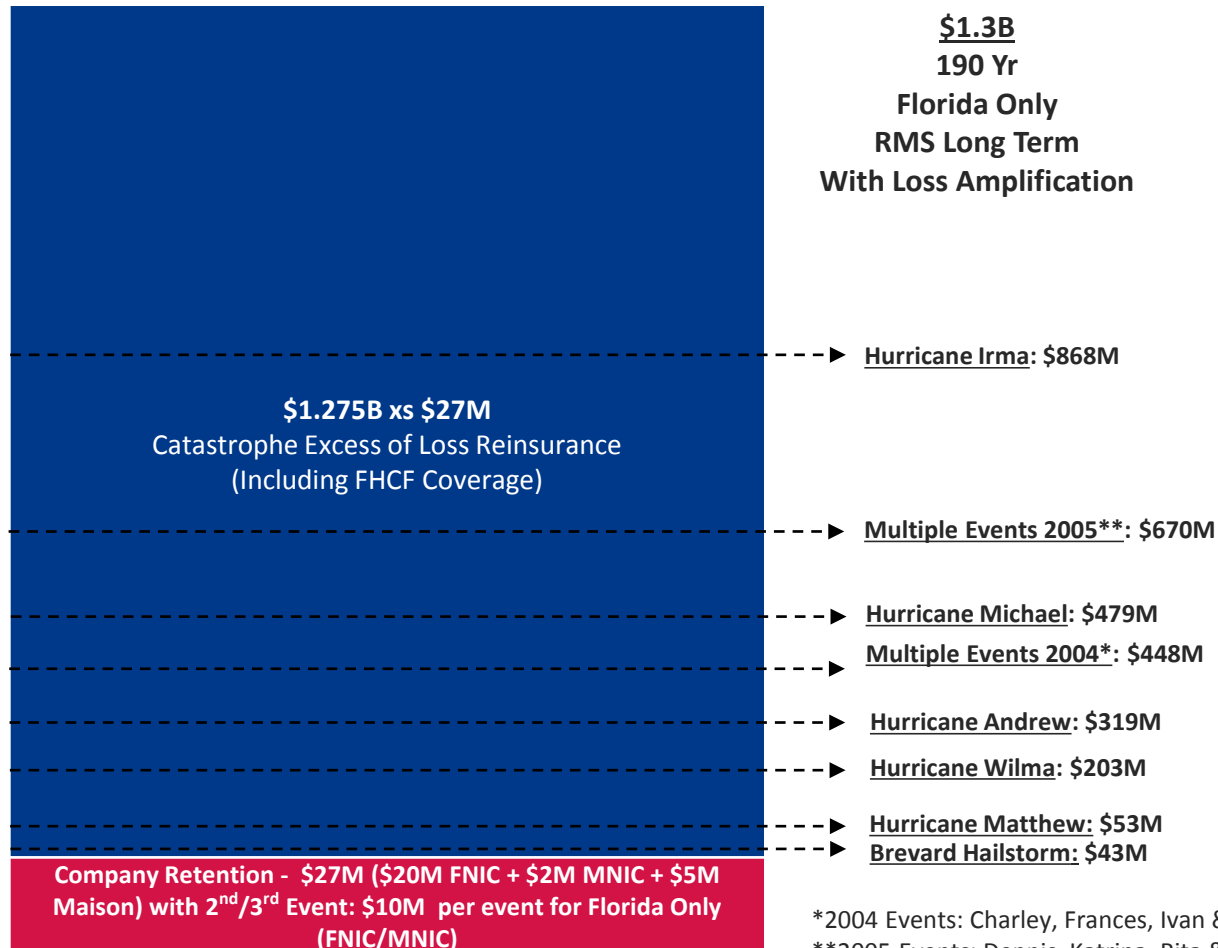 $1.3B
190 Yr
Florida Only
RMS Long Term
With Loss Amplification
Hurricane Irma: $868M
$1.275B xs $27M
Catastrophe Excess of Loss Reinsurance
(Including FHCF Coverage)
Multiple Events 2005**: $670M
Hurricane Michael: $479M
Multiple Events 2004*: $448M
Hurricane Andrew: $319M
Hurricane Wilma: $203M
Hurricane Matthew: $53M
Brevard Hailstorm: $43M
Company Retention - $27M ($20M FNIC + $2M MNIC + $5M
Maison) with 2nd/3rd Event: $10M per event for Florida Only
(FNIC/MNIC)
*2004 Events: Charley, Frances, Ivan &